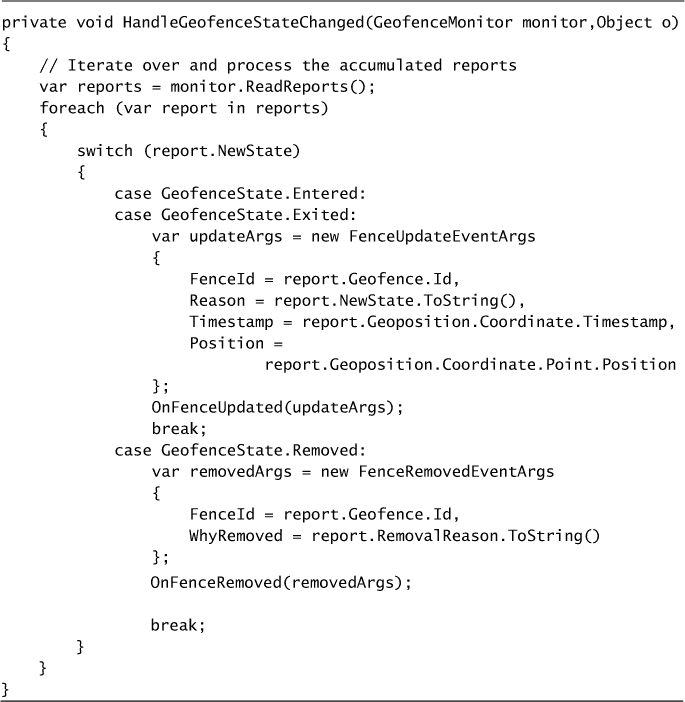 private void HandleGeofenceStateChanged(GeofenceMonitor monitor,Object o)
{
    // Iterate over and process the accumulated reports
    var reports = monitor.ReadReports();
    foreach (var report in reports)
    {
        switch (report.NewState)
        {
            case GeofenceState.Entered:
            case GeofenceState.Exited:
                var updateArgs = new FenceUpdateEventArgs
                {
                    FenceId = report.Geofence.Id,
                    Reason = report.NewState.ToString(),
                    Timestamp = report.Geoposition.Coordinate.Timestamp,
                    Position =
                            report.Geoposition.Coordinate.Point.Position
                };
                OnFenceUpdated(updateArgs);
                break;
            case GeofenceState.Removed:
                var removedArgs = new FenceRemovedEventArgs
                {
                    FenceId = report.Geofence.Id,
                    WhyRemoved = report.RemovalReason.ToString()
                };
                OnFenceRemoved(removedArgs);

                break;
        }
    }
}